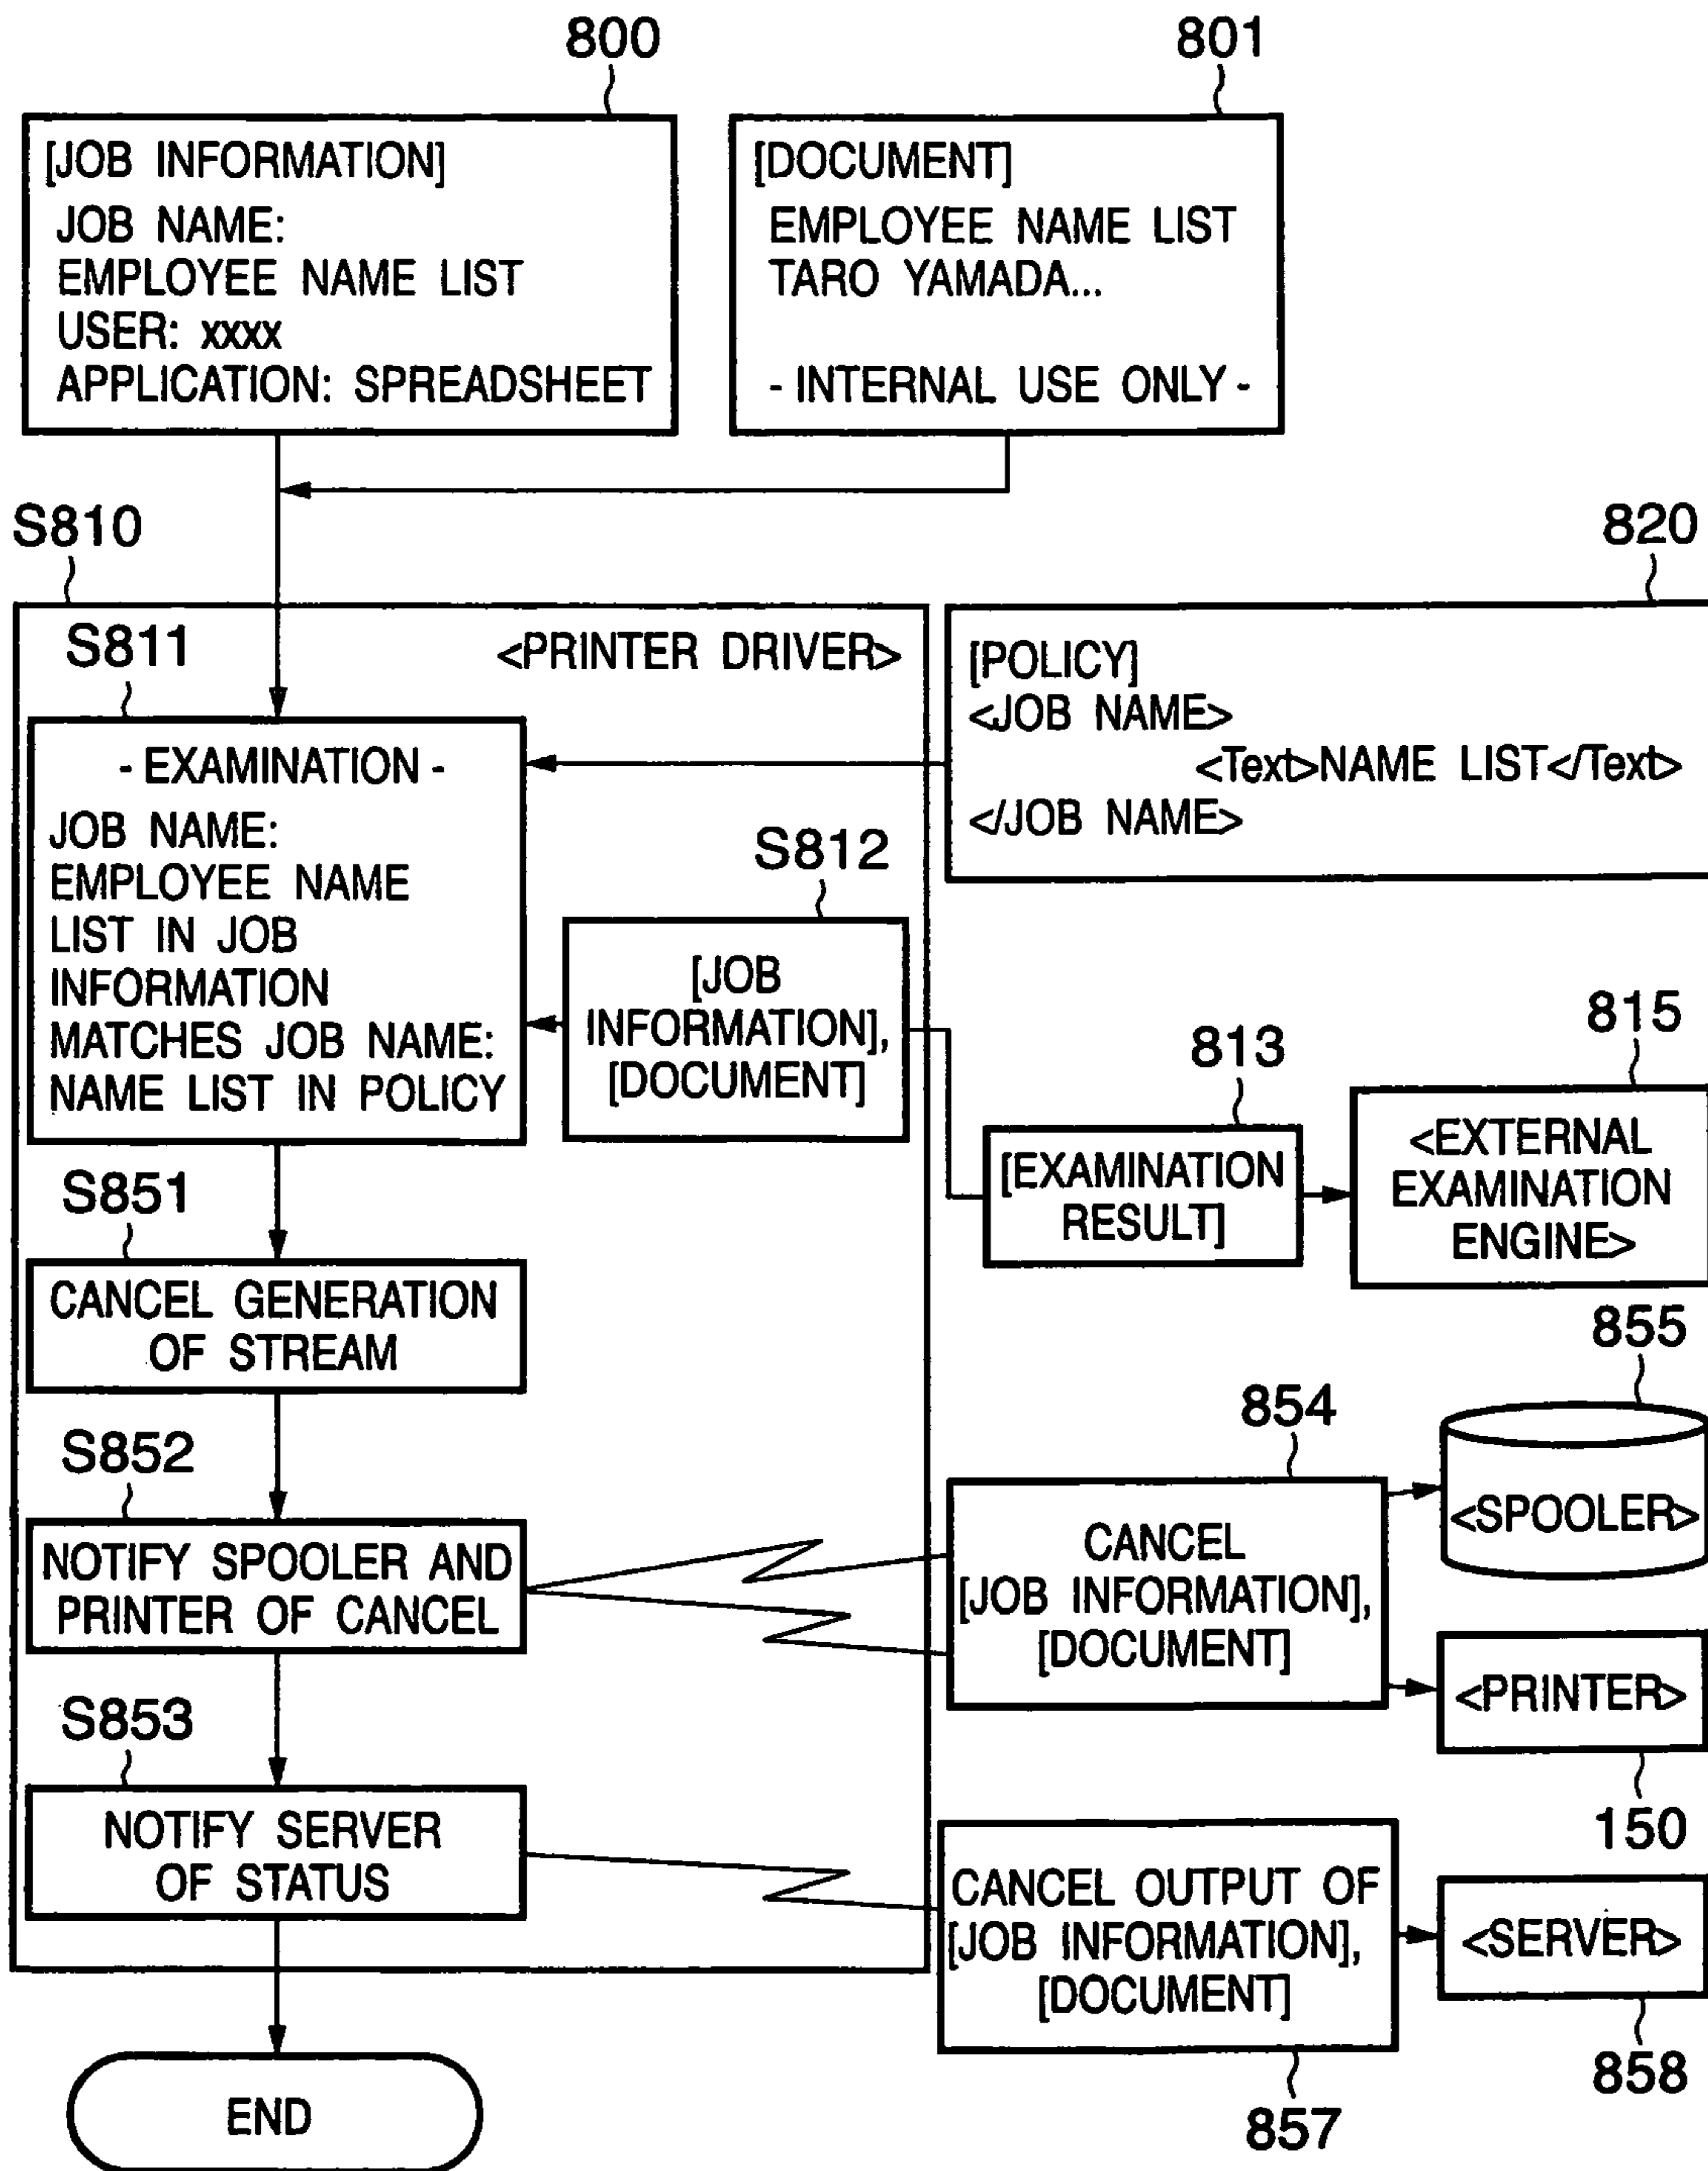 800
801
[JOB INFORMATION]
JOB NAME:
EMPLOYEE NAME LIST
USER: xxxx
APPLICATION: SPREADSHEET
[DOCUMENT]
EMPLOYEE NAME LIST
TARO YAMADA...
- INTERNAL USE ONLY -
S810
820
S811
<PRINTER DRIVER>
[POLICY]
<JOB NAME>
<Text>NAME LIST</Text>
</JOB NAME>
- EXAMINATION -
JOB NAME:
EMPLOYEE NAME
LIST IN JOB
INFORMATION
MATCHES JOB NAME:
NAME LIST IN POLICY
S812
[JOB
INFORMATION],
[DOCUMENT]
813
[EXAMINATION
RESULT]
815
<EXTERNAL
EXAMINATION
ENGINE>
S851
CANCEL GENERATION
OF STREAM
S852
NOTIFY SPOOLER AND
PRINTER OF CANCEL
854
CANCEL
[JOB INFORMATION],
[DOCUMENT]
855
<SPOOLER>
<PRINTER>
150
S853
NOTIFY SERVER
OF STATUS
CANCEL OUTPUT OF
[JOB INFORMATION],
[DOCUMENT]
857
<SERVER>
858
END